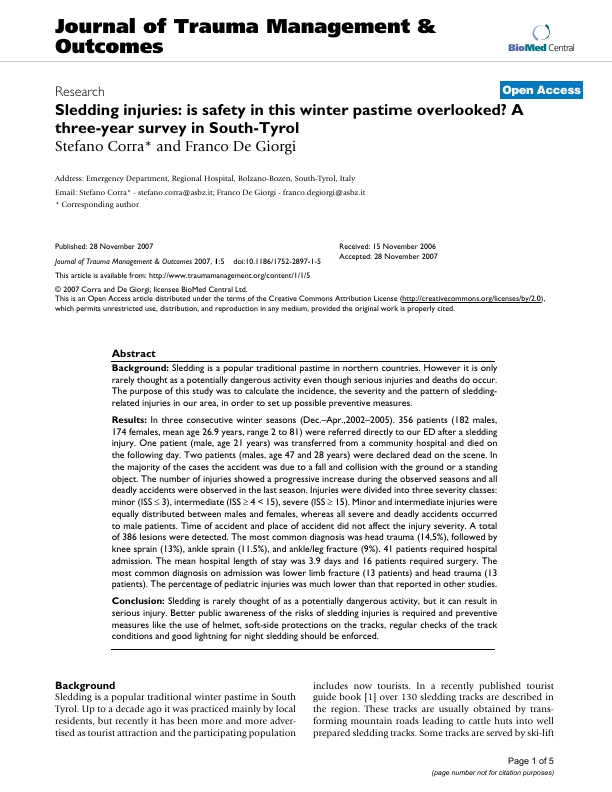 Journal of Trauma Management &
Outcomes
BioMed Central
Research
Open Access
Sledding injuries: is safety in this winter pastime overlooked? A
three-year survey in South-Tyrol
Stefano Corra* and Franco De Giorgi
Address: Emergency Department, Regional Hospital, Bolzano-Bozen, South-Tyrol, Italy
Email: Stefano Corra* - stefano.corra@asbz.it; Franco De Giorgi - franco.degiorgi@asbz.it
* Corresponding author
Published: 28 November 2007
Journal of Trauma Management & Outcomes 2007, 1:5 doi:10.1186/1752-2897-1-5
Received: 15 November 2006
Accepted: 28 November 2007
This article is available from: http://www.traumamanagement.org/content/1/1/5
© 2007 Corra and De Giorgi; licensee BioMed Central Ltd.
This is an Open Access article distributed under the terms of the Creative Commons Attribution License (http://creativecommons.org/licenses/by/2.0),
which permits unrestricted use, distribution, and reproduction in any medium, provided the original work is properly cited.
Abstract
Background: Sledding is a popular traditional pastime in northern countries. However it is only
rarely thought as a potentially dangerous activity even though serious injuries and deaths do occur.
The purpose of this study was to calculate the incidence, the severity and the pattern of sledding-
related injuries in our area, in order to set up possible preventive measures.
Results: In three consecutive winter seasons (Dec.–Apr.,2002–2005). 356 patients (182 males,
174 females, mean age 26.9 years, range 2 to 81) were referred directly to our ED after a sledding
injury. One patient (male, age 21 years) was transferred from a community hospital and died on
the following day. Two patients (males, age 47 and 28 years) were declared dead on the scene. In
the majority of the cases the accident was due to a fall and collision with the ground or a standing
object. The number of injuries showed a progressive increase during the observed seasons and all
deadly accidents were observed in the last season. Injuries were divided into three severity classes:
minor (ISS ≤ 3), intermediate (ISS ≥ 4 < 15), severe (ISS ≥ 15). Minor and intermediate injuries were
equally distributed between males and females, whereas all severe and deadly accidents occurred
to male patients. Time of accident and place of accident did not affect the injury severity. A total
of 386 lesions were detected. The most common diagnosis was head trauma (14,5%), followed by
knee sprain (13%), ankle sprain (11.5%), and ankle/leg fracture (9%). 41 patients required hospital
admission. The mean hospital length of stay was 3.9 days and 16 patients required surgery. The
most common diagnosis on admission was lower limb fracture (13 patients) and head trauma (13
patients). The percentage of pediatric injuries was much lower than that reported in other studies.
Conclusion: Sledding is rarely thought of as a potentially dangerous activity, but it can result in
serious injury. Better public awareness of the risks of sledding injuries is required and preventive
measures like the use of helmet, soft-side protections on the tracks, regular checks of the track
conditions and good lightning for night sledding should be enforced.
Background
Sledding is a popular traditional winter pastime in South
Tyrol. Up to a decade ago it was practiced mainly by local
residents, but recently it has been more and more adver-
tised as tourist attraction and the participating population
includes now tourists. In a recently published tourist
guide book [1] over 130 sledding tracks are described in
the region. These tracks are usually obtained by trans-
forming mountain roads leading to cattle huts into well
prepared sledding tracks. Some tracks are served by ski-lift
Page 1 of 5
(page number not for citation purposes)